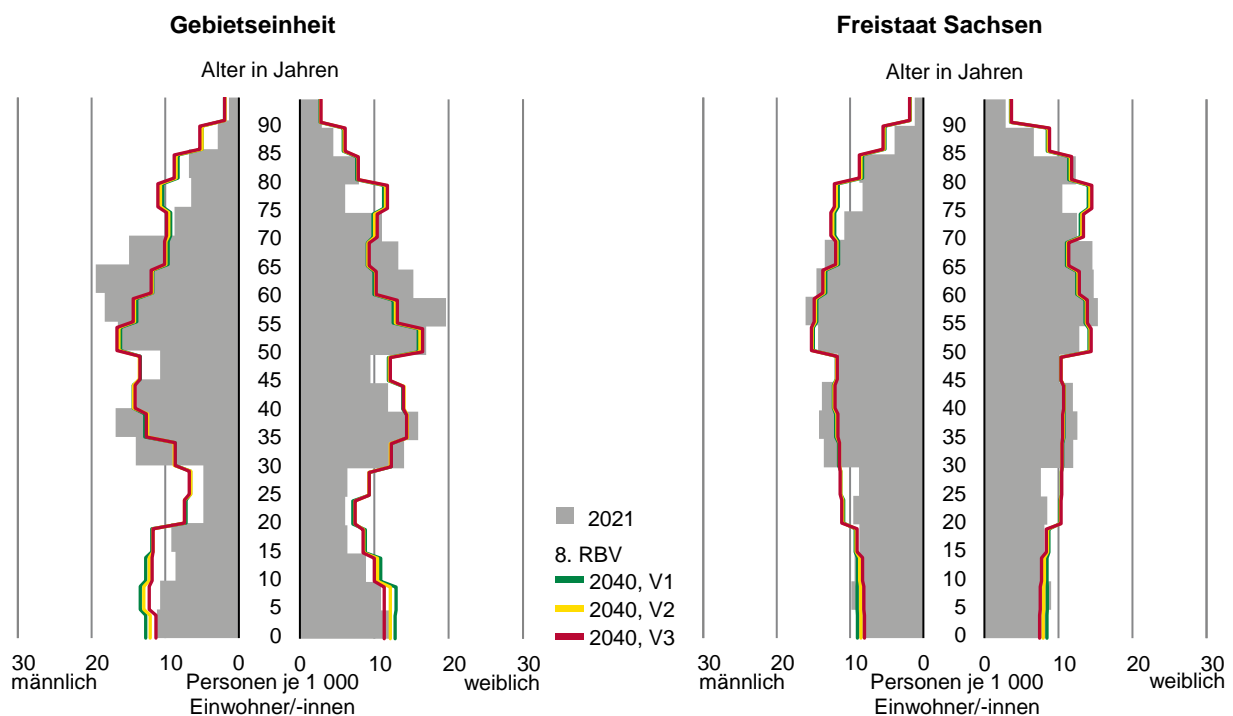 Gebietseinheit
Alter in Jahren
90
85
80
75
70
65
60
55
50
45
40
35
30
25
20
15
10
5
0
30 20 10 0 0 10 20 30
männlich Personen je 1 000 weiblich
Einwohner/-innen
2021
8. RBV
2040, V1
2040, V2
2040, V3
Freistaat Sachsen
Alter in Jahren
90
85
80
75
70
65
60
55
50
45
40
35
30
25
20
15
10
5
0
30 20 10 0 0 10 20 30
männlich Personen je 1 000 weiblich
Einwohner/-innen